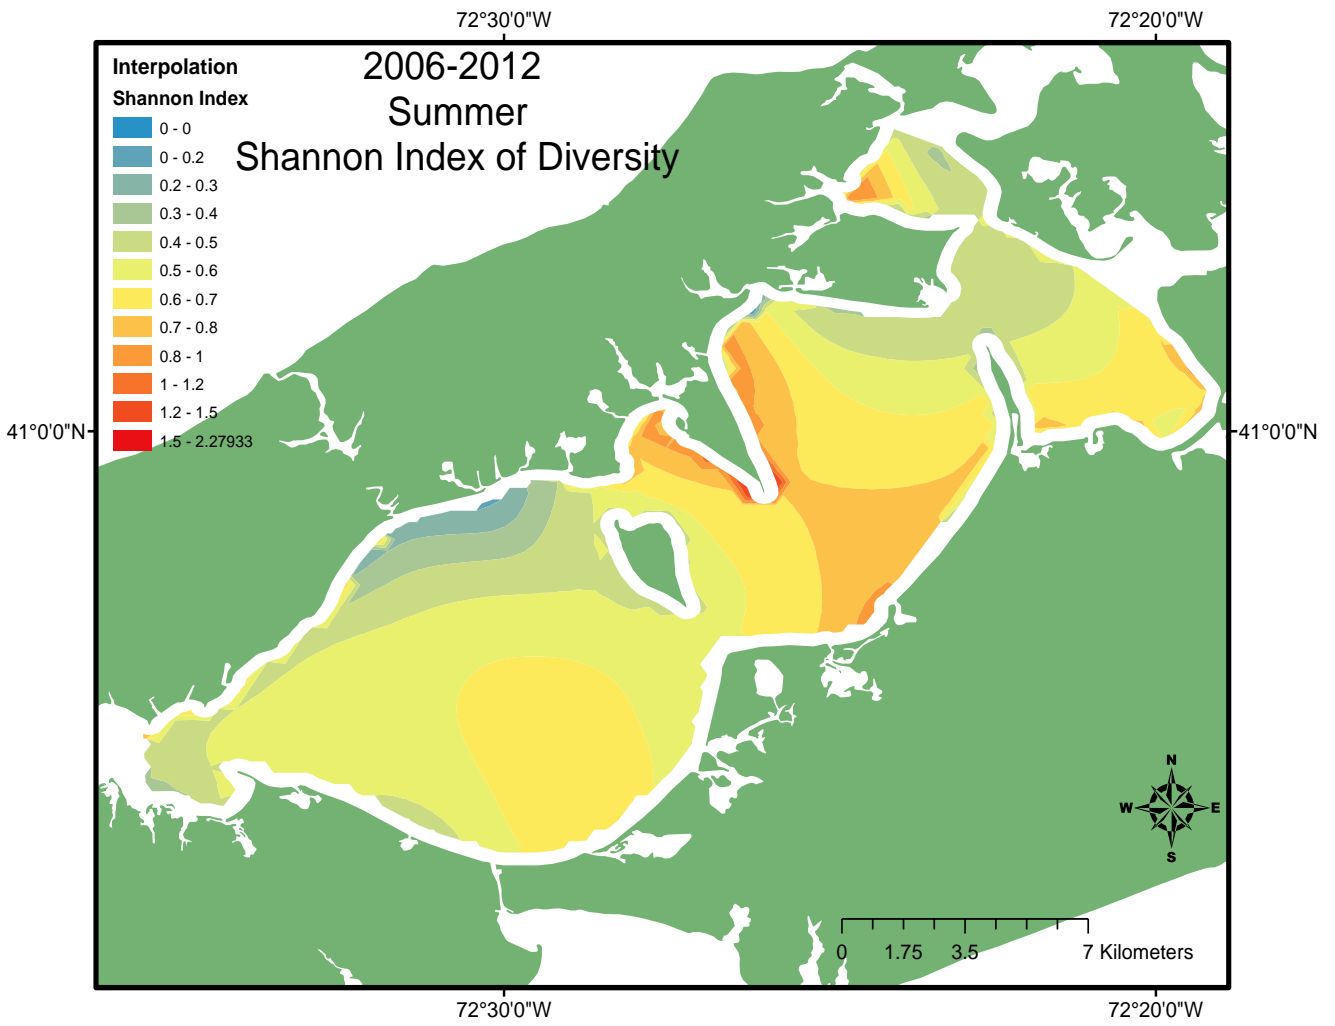 72°30'0"W
72°20'0"W
Interpolation
Shannon Index
0 - 0
0 - 0.2
0.2 - 0.3
0.3 - 0.4
0.4 - 0.5
0.5 - 0.6
0.6 - 0.7
0.7 - 0.8
0.8 - 1
1 - 1.2
1.2 - 1.5
1.5 - 2.27933
2006-2012
Summer
Shannon Index of Diversity
41°0'0"N
41°0'0"N
N
W
E
S
0
1.75
3.5
7 Kilometers
72°30'0"W
72°20'0"W